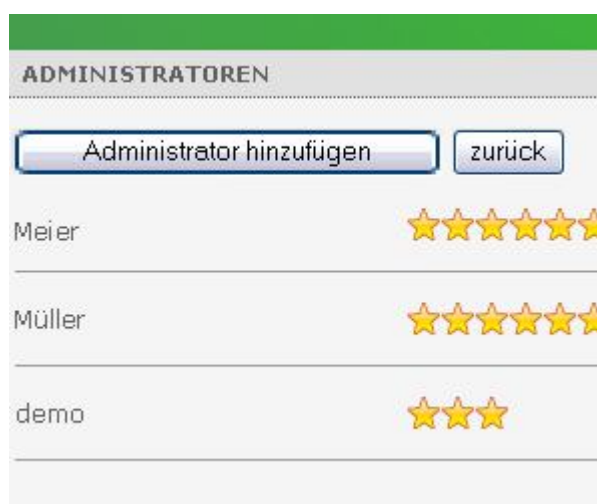 ADMINISTRATOREN
Administrator hinzufügen zurück
Meier
Müller
demo